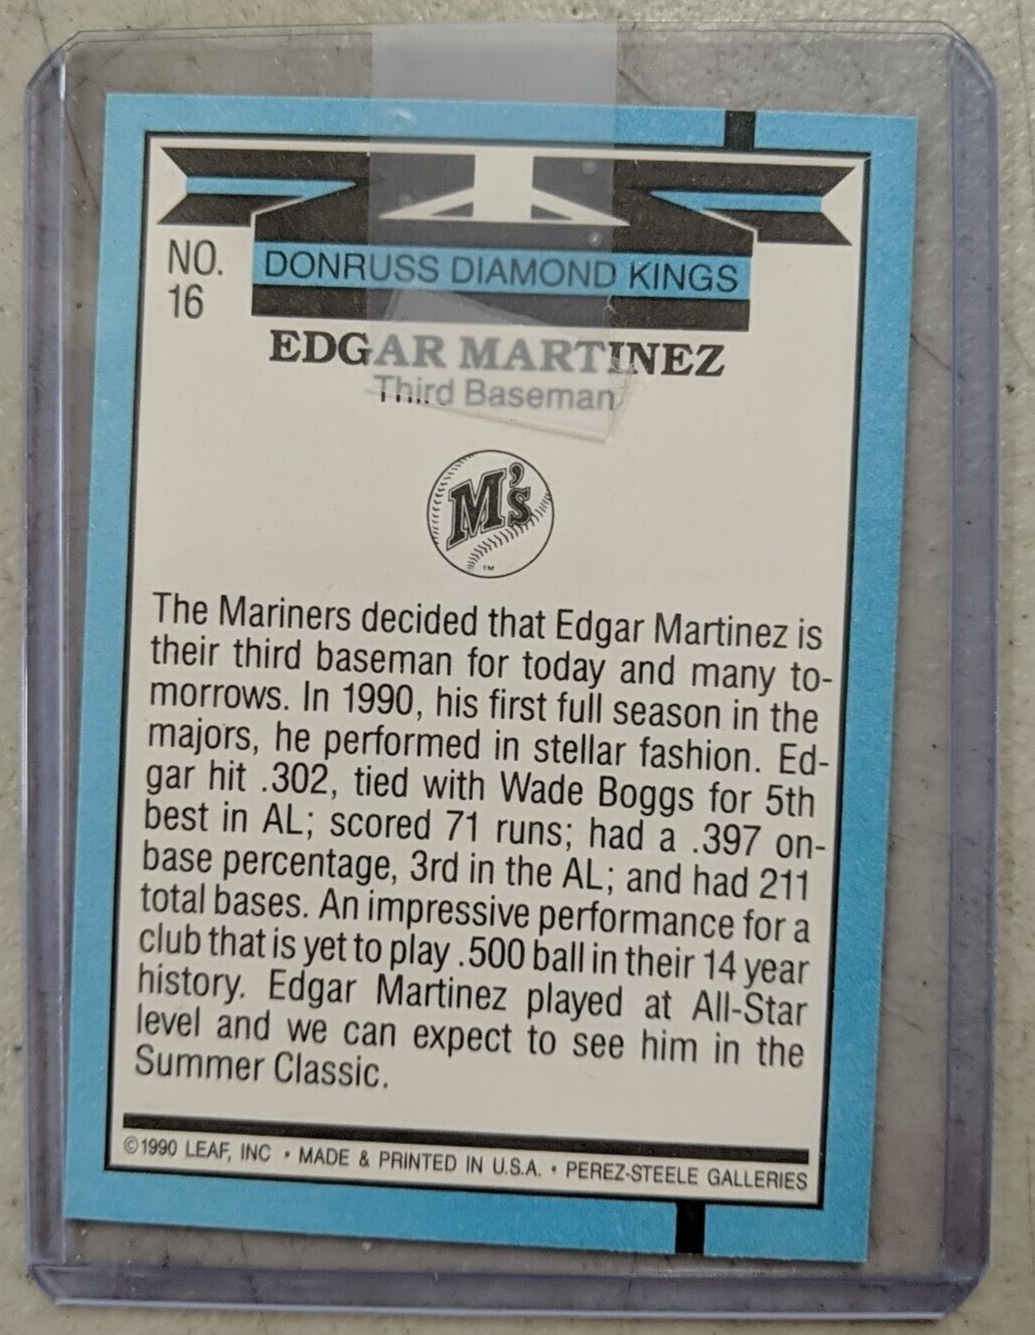 NO.
16
DONRUSS DIAMOND KINGS
EDGAR MARTINEZ
Third Baseman
M's
TM
The Mariners decided that Edgar Martinez is
their third baseman for today and many to-
morrows. In 1990, his first full season in the
majors, he performed in stellar fashion. Ed-
gar hit .302, tied with Wade Boggs for 5th
best in AL; scored 71 runs; had a .397 on-
base percentage, 3rd in the AL; and had 211
total bases. An impressive performance for a
club that is yet to play .500 ball in their 14 year
history. Edgar Martinez played at All-Star
level and we can expect to see him in the
Summer Classic.
©1990 LEAF, INC • MADE & PRINTED IN U.S.A. • PEREZ-STEELE GALLERIES